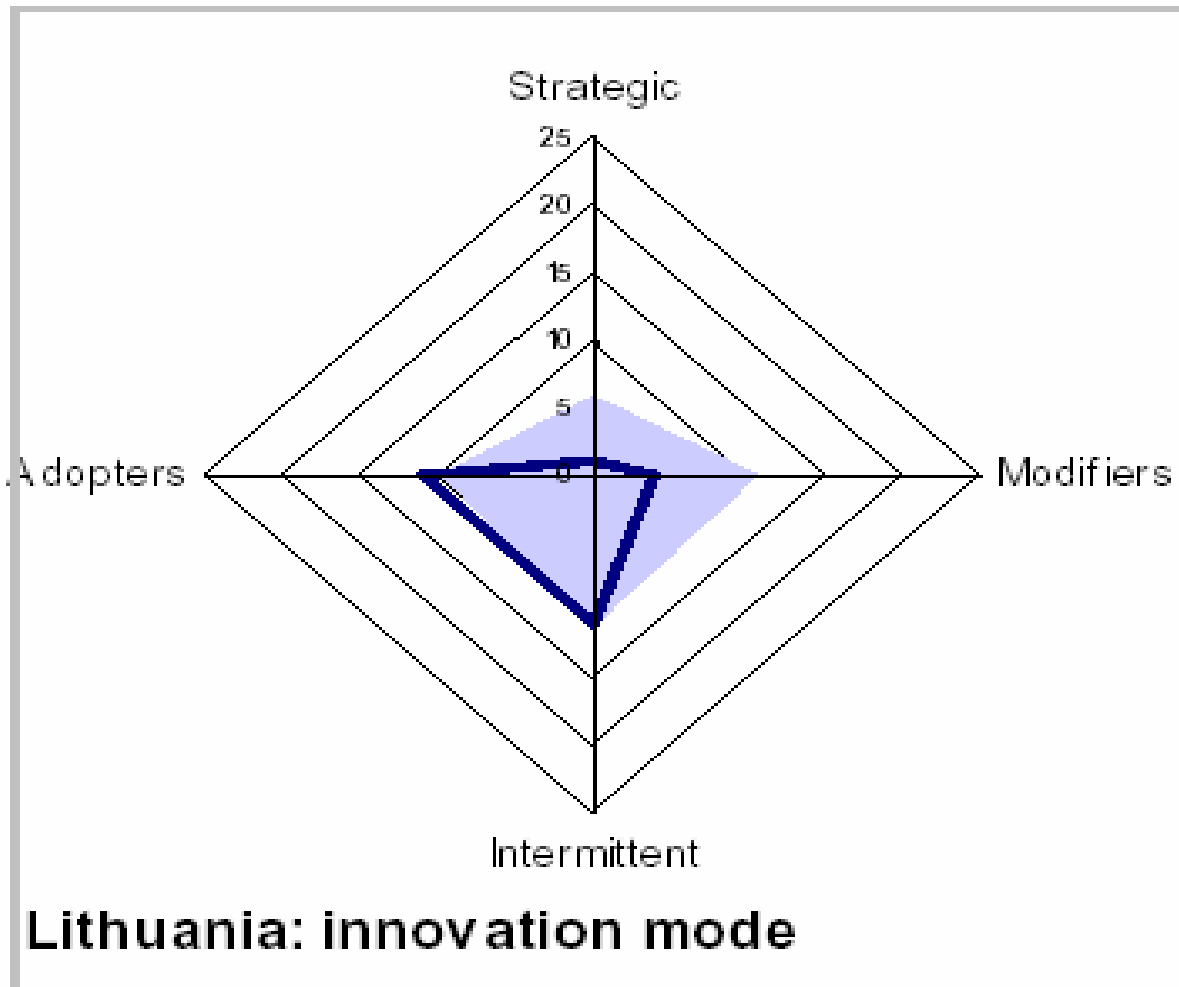 Strategic
25
20
15
10
5
0
Adopters
Modifiers
Intermittent
Lithuania: innovation mode